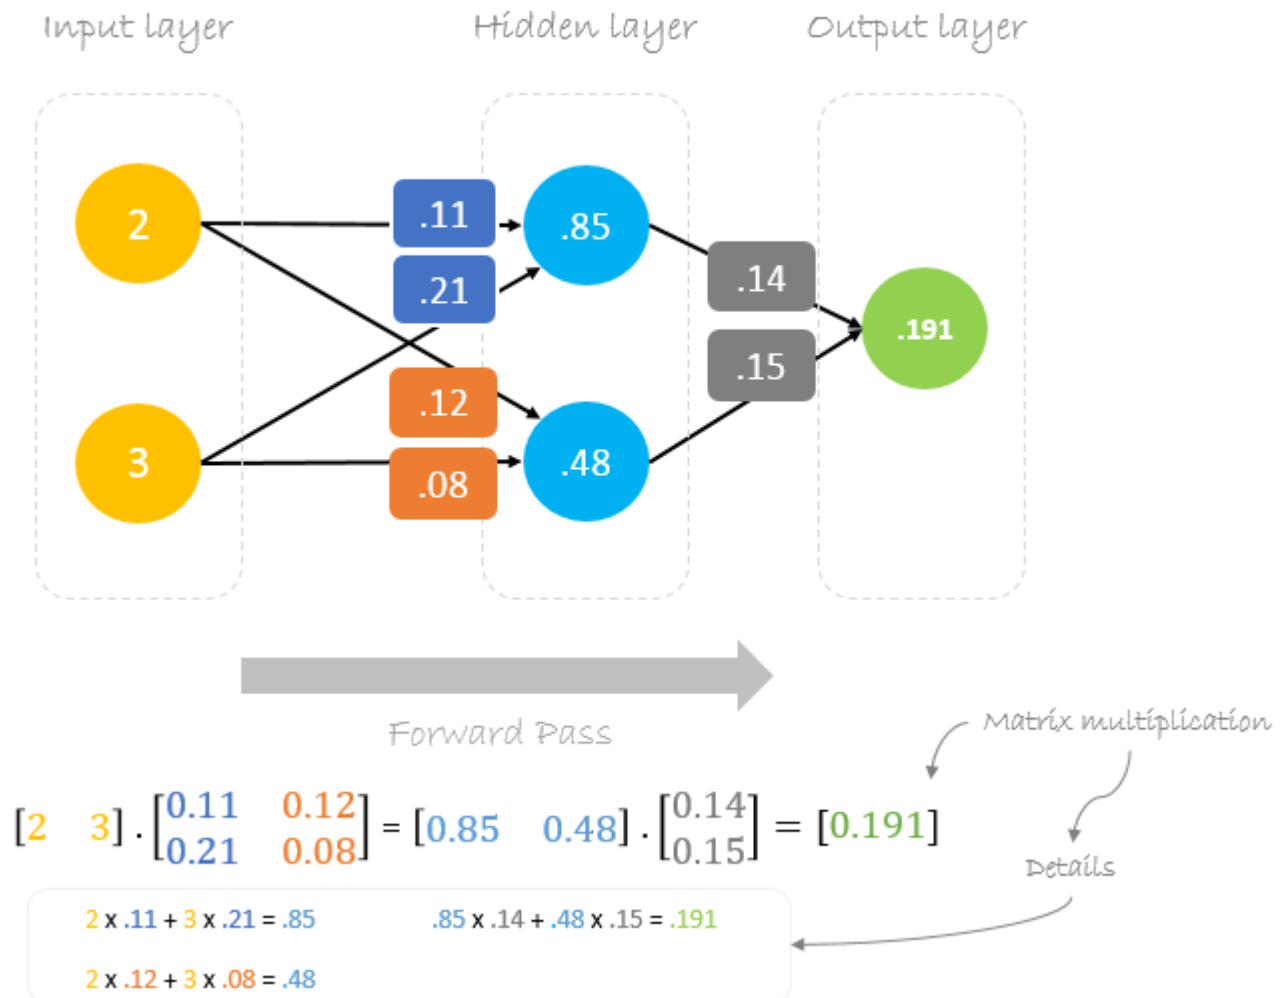 Input layer
Hidden layer
Output layer
2
.11
.85
.21
.14
.191
.15
.12
3
.08
.48
Forward Pass
Matrix multiplication
[2 3] . [0.11 0.12
0.21 0.08] = [0.85 0.48] . [0.14
0.15] = [0.191]
Details
2 x .11 + 3 x .21 = .85
.85 x .14 + .48 x .15 = .191
2 x .12 + 3 x .08 = .48